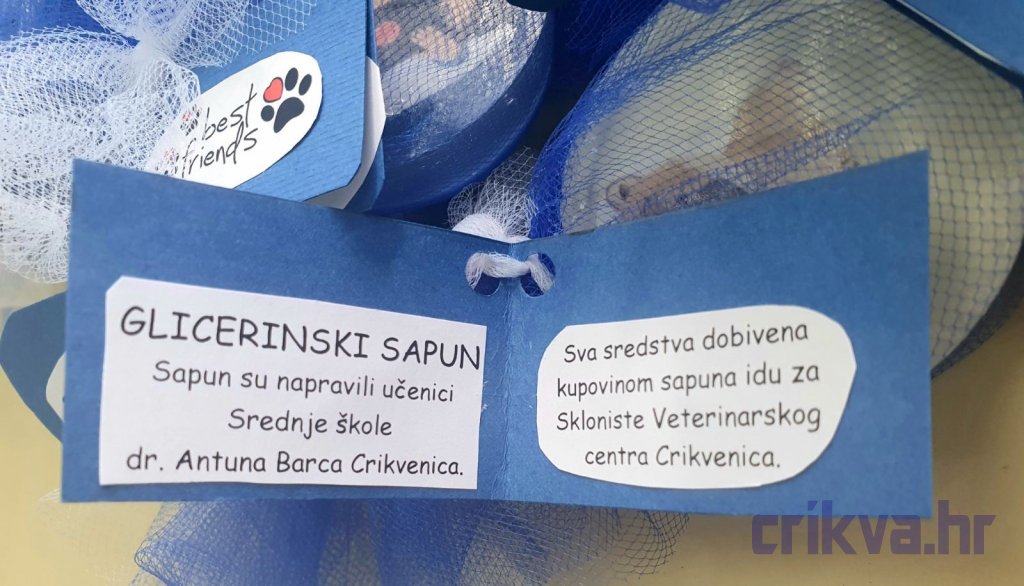 best
friends
GLICERINSKI SAPUN
Sapun su napravili učenici
Srednje škole
dr. Antuna Barca Crikvenica.
Sva sredstva dobivena
kupovinom sapuna idu za
Skloniste Veterinarskog
centra Crikvenica.
crikva.hr